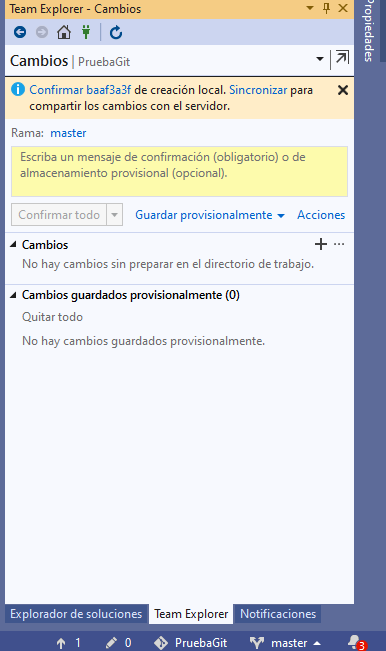 Team Explorer - Cambios
Propiedades
Cambios | PruebaGit
Confirmar baaf3a3f de creación local. Sincronizar para
compartir los cambios con el servidor.
Rama: master
Escriba un mensaje de confirmación (obligatorio) o de
almacenamiento provisional (opcional).
Confirmar todo Guardar provisionalmente Acciones
Cambios
No hay cambios sin preparar en el directorio de trabajo.
Cambios guardados provisionalmente (0)
Quitar todo
No hay cambios guardados provisionalmente.
Explorador de soluciones Team Explorer Notificaciones
1 0 PruebaGit master 3